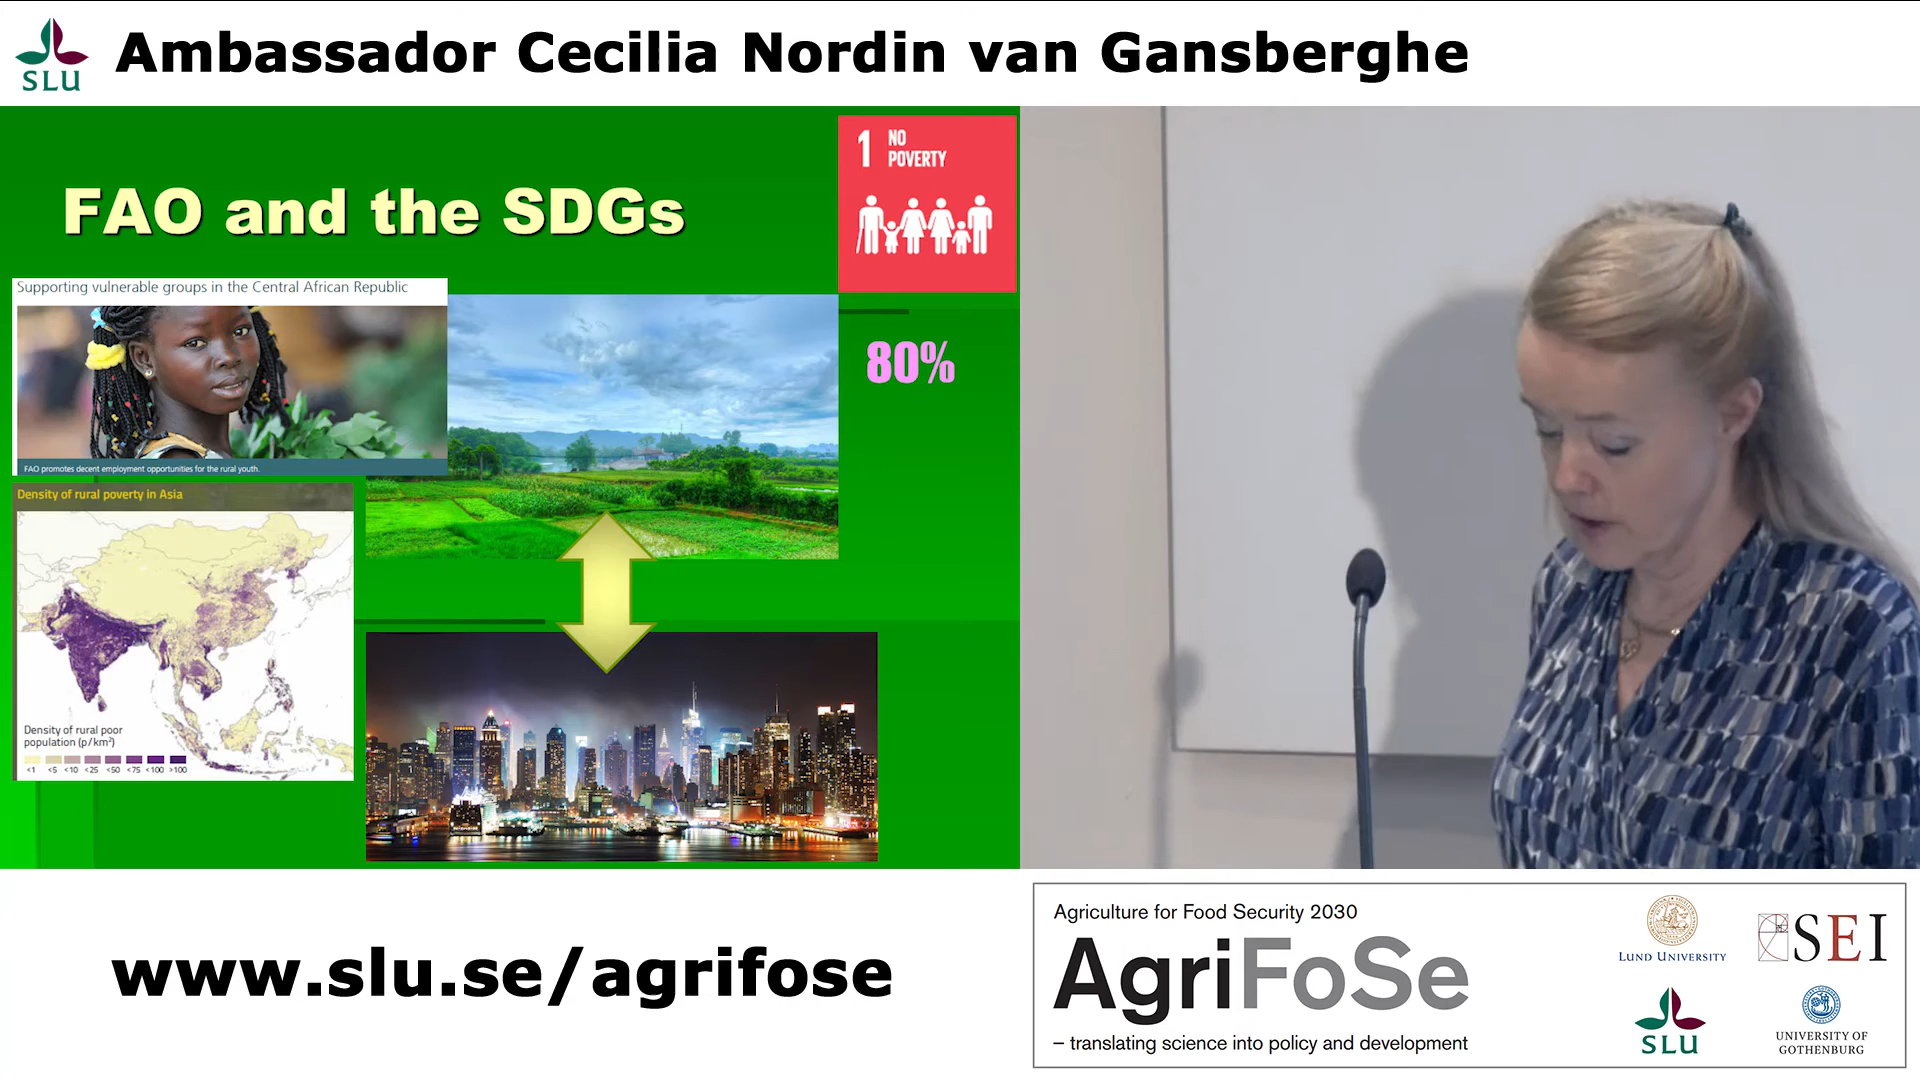 SLU
Ambassador Cecilia Nordin van Gansberghe
1 NO
POVERTY
FAO and the SDGs
Supporting vulnerable groups in the Central African Republic
80%
FAO promotes decent employment opportunities for the rural youth.
Density of rural poverty in Asia
Density of rural poor
population (p/km²)
<1 <5 <10 <25 <50 <75 <100 >100
www.slu.se/agrifose
Agriculture for Food Security 2030
AgriFoSe
– translating science into policy and development
LUND UNIVERSITY
SEI
SLU
UNIVERSITY OF
GOTHENBURG